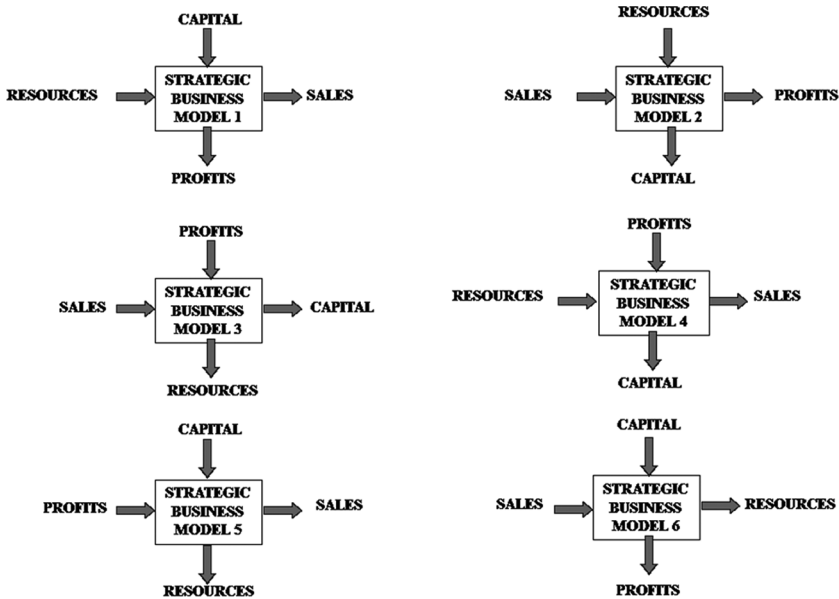 CAPITAL
RESOURCES
STRATEGIC
BUSINESS
MODEL 1
SALES
PROFITS
RESOURCES
SALES
STRATEGIC
BUSINESS
MODEL 2
PROFITS
CAPITAL
PROFITS
SALES
STRATEGIC
BUSINESS
MODEL 3
CAPITAL
RESOURCES
PROFITS
RESOURCES
STRATEGIC
BUSINESS
MODEL 4
SALES
CAPITAL
CAPITAL
PROFITS
STRATEGIC
BUSINESS
MODEL 5
SALES
RESOURCES
CAPITAL
SALES
STRATEGIC
BUSINESS
MODEL 6
RESOURCES
PROFITS